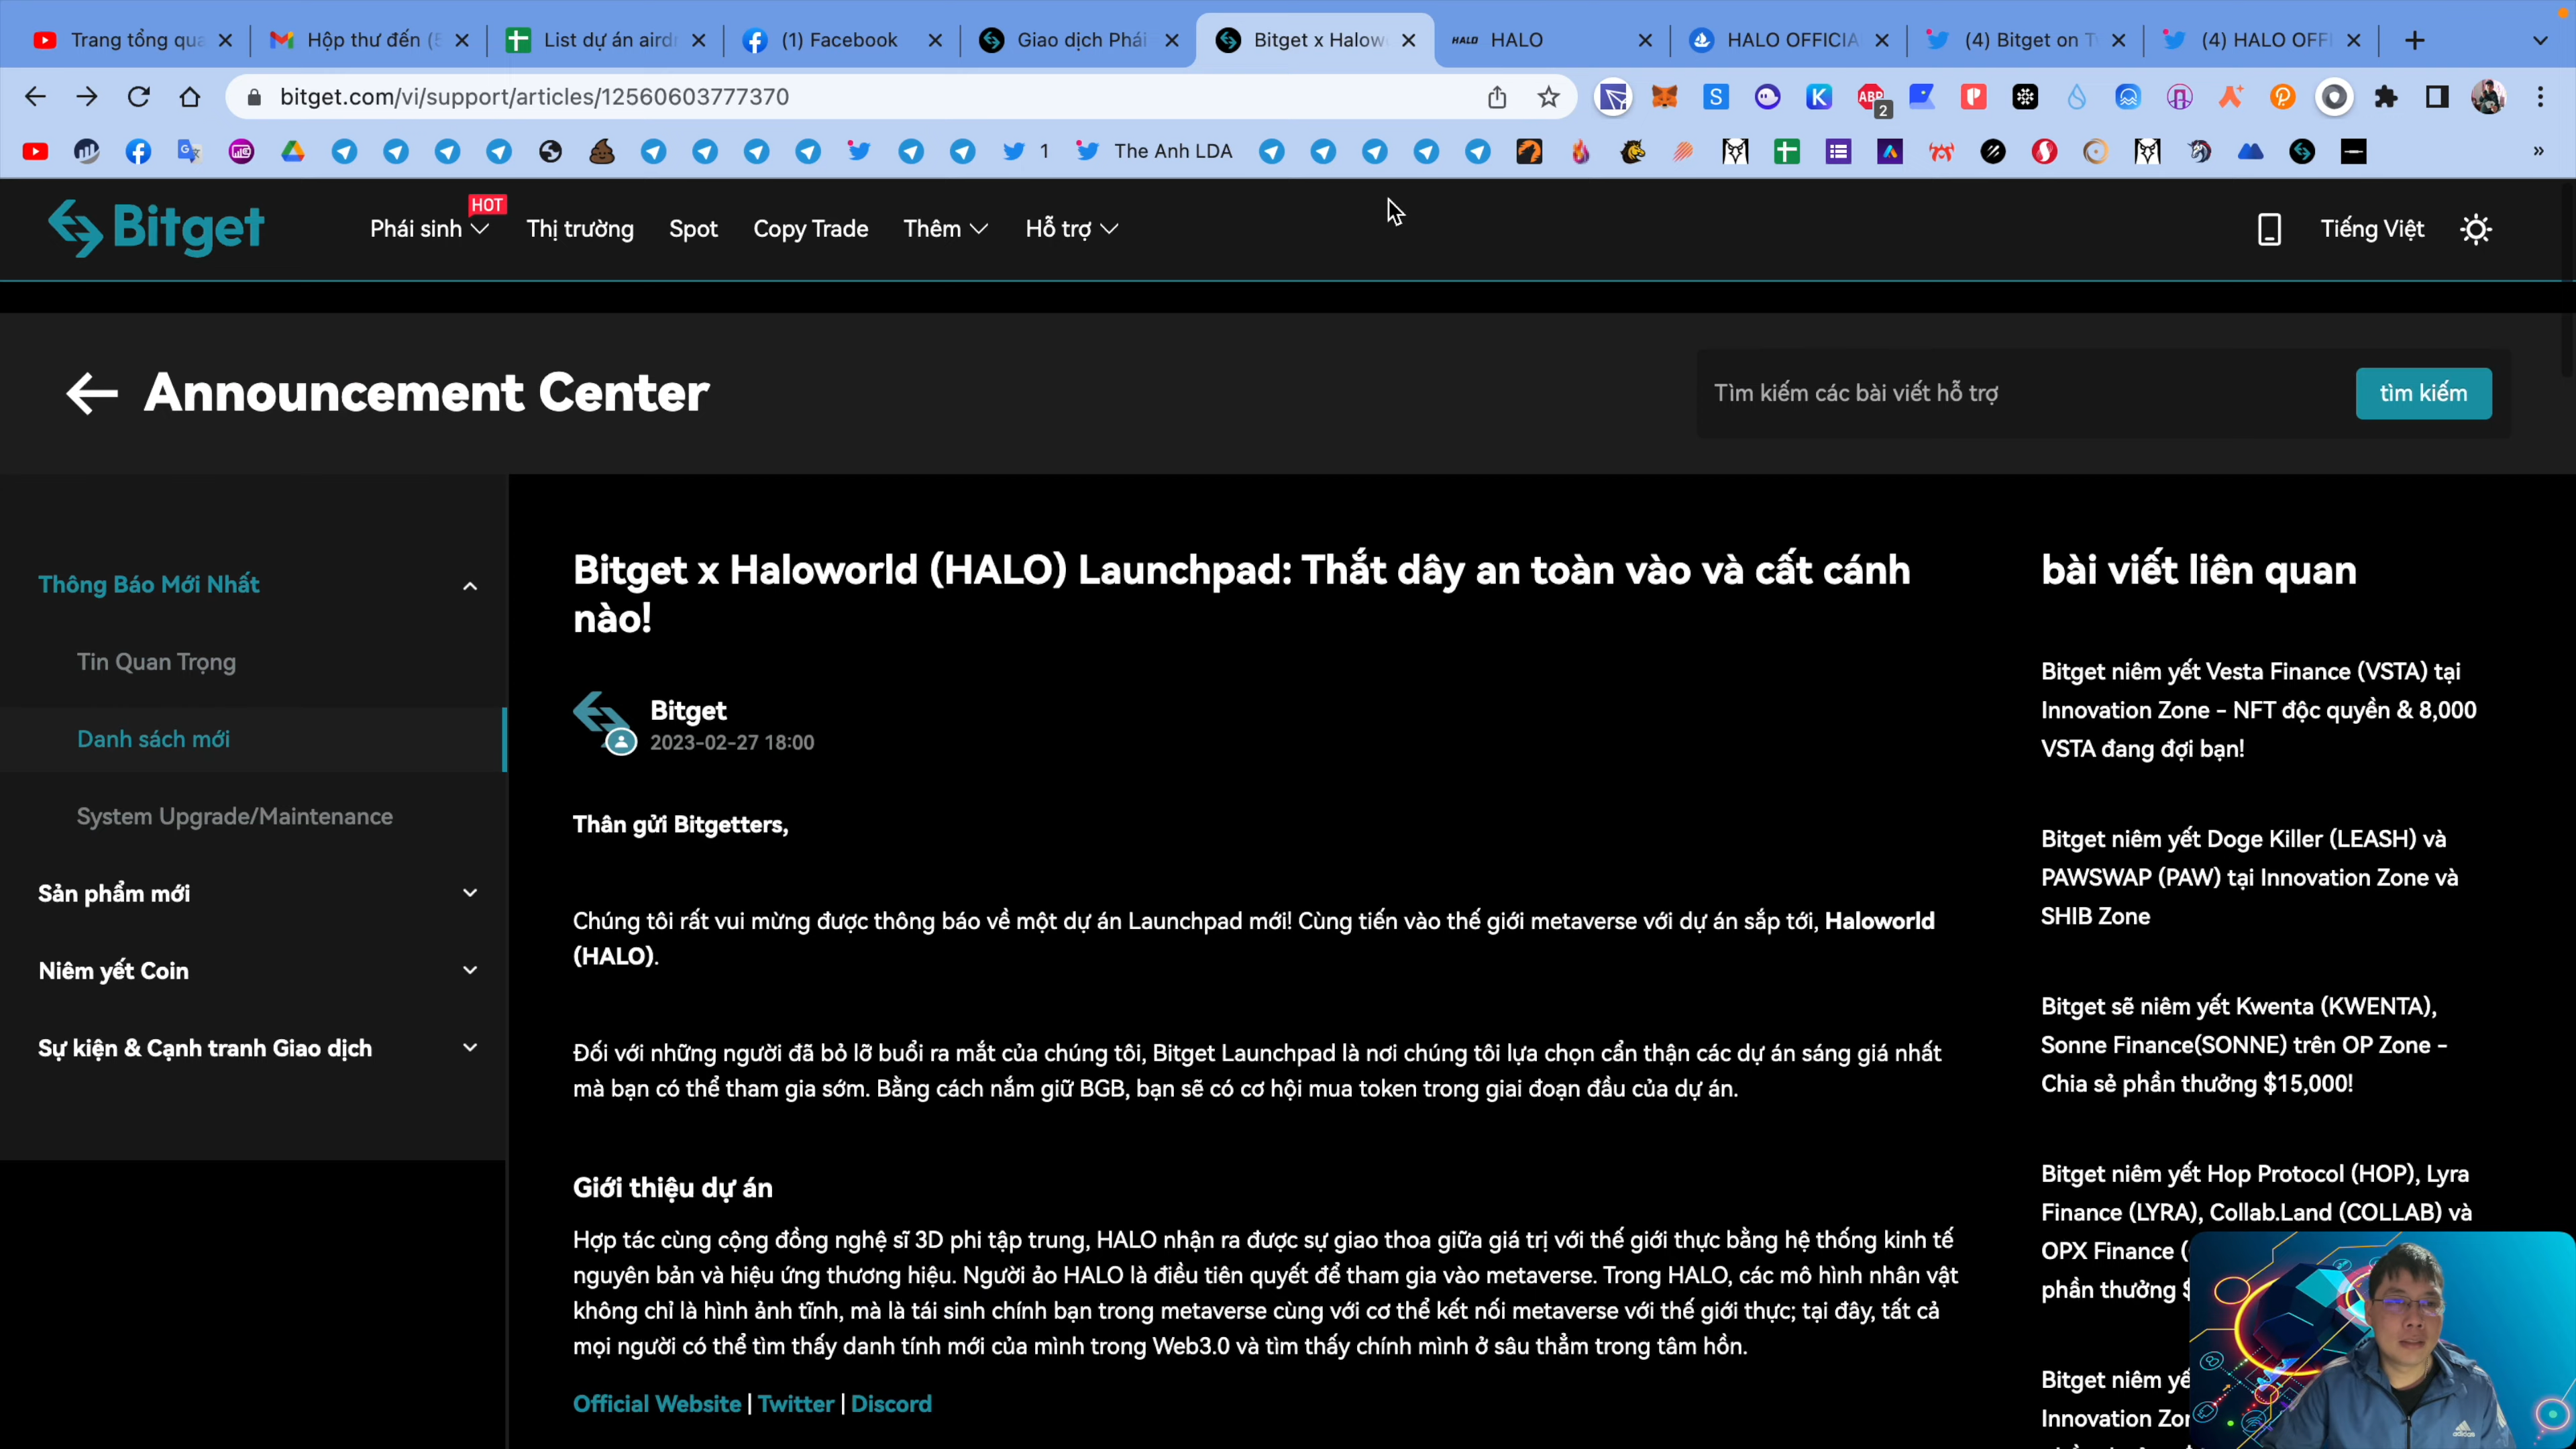 Trang tổng qua
Hộp thư đến (5
List dự án airdr
(1) Facebook
Giao dịch Phái
Bitget x Halow
HALO
HALO
HALO OFFICIA
(4) Bitget on T
(4) HALO OFFI
bitget.com/vi/support/articles/12560603777370
S
K
ABP
2
1
The Anh LDA
Bitget
Phái sinh
HOT
Thị trường
Spot
Copy Trade
Thêm
Hỗ trợ
Tiếng Việt
Announcement Center
Tìm kiếm các bài viết hỗ trợ
tìm kiếm
Thông Báo Mới Nhất
Tin Quan Trọng
Danh sách mới
System Upgrade/Maintenance
Sản phẩm mới
Niêm yết Coin
Sự kiện & Cạnh tranh Giao dịch
Bitget x Haloworld (HALO) Launchpad: Thắt dây an toàn vào và cất cánh
nào!
Bitget
2023-02-27 18:00
Thân gửi Bitgetters,
Chúng tôi rất vui mừng được thông báo về một dự án Launchpad mới! Cùng tiến vào thế giới metaverse với dự án sắp tới, Haloworld
(HALO).
Đối với những người đã bỏ lỡ buổi ra mắt của chúng tôi, Bitget Launchpad là nơi chúng tôi lựa chọn cẩn thận các dự án sáng giá nhất
mà bạn có thể tham gia sớm. Bằng cách nắm giữ BGB, bạn sẽ có cơ hội mua token trong giai đoạn đầu của dự án.
Giới thiệu dự án
Hợp tác cùng cộng đồng nghệ sĩ 3D phi tập trung, HALO nhận ra được sự giao thoa giữa giá trị với thế giới thực bằng hệ thống kinh tế
nguyên bản và hiệu ứng thương hiệu. Người ảo HALO là điều tiên quyết để tham gia vào metaverse. Trong HALO, các mô hình nhân vật
không chỉ là hình ảnh tĩnh, mà là tái sinh chính bạn trong metaverse cùng với cơ thể kết nối metaverse với thế giới thực; tại đây, tất cả
mọi người có thể tìm thấy danh tính mới của mình trong Web3.0 và tìm thấy chính mình ở sâu thẳm trong tâm hồn.
Official Website | Twitter | Discord
bài viết liên quan
Bitget niêm yết Vesta Finance (VSTA) tại
Innovation Zone - NFT độc quyền & 8,000
VSTA đang đợi bạn!
Bitget niêm yết Doge Killer (LEASH) và
PAWSWAP (PAW) tại Innovation Zone và
SHIB Zone
Bitget sẽ niêm yết Kwenta (KWENTA),
Sonne Finance(SONNE) trên OP Zone -
Chia sẻ phần thưởng $15,000!
Bitget niêm yết Hop Protocol (HOP), Lyra
Finance (LYRA), Collab.Land (COLLAB) và
OPX Finance (
phần thưởng $
Bitget niêm yế
Innovation Zon